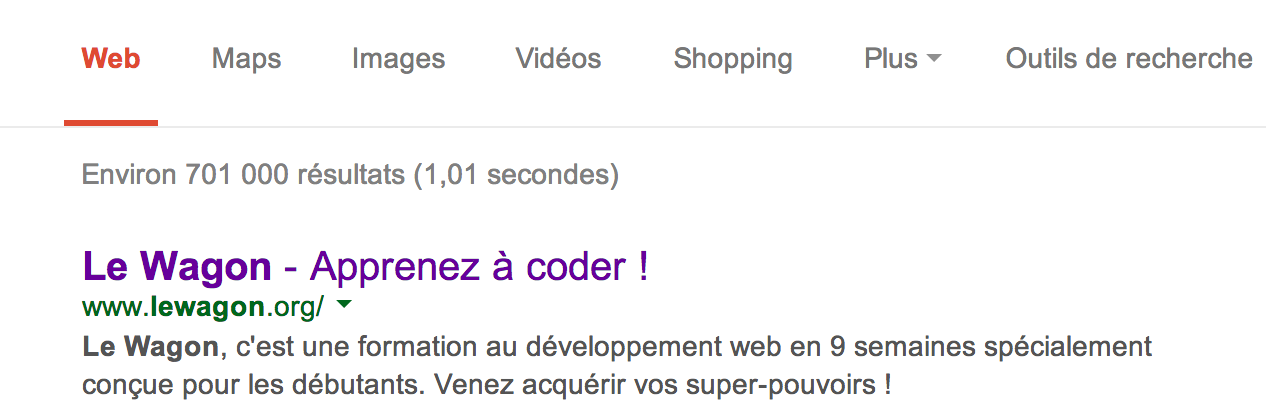 Web Maps Images Vidéos Shopping Plus Outils de recherche
Environ 701 000 résultats (1,01 secondes)
Le Wagon - Apprenez à coder !
www.lewagon.org/
Le Wagon, c'est une formation au développement web en 9 semaines spécialement
conçue pour les débutants. Venez acquérir vos super-pouvoirs !